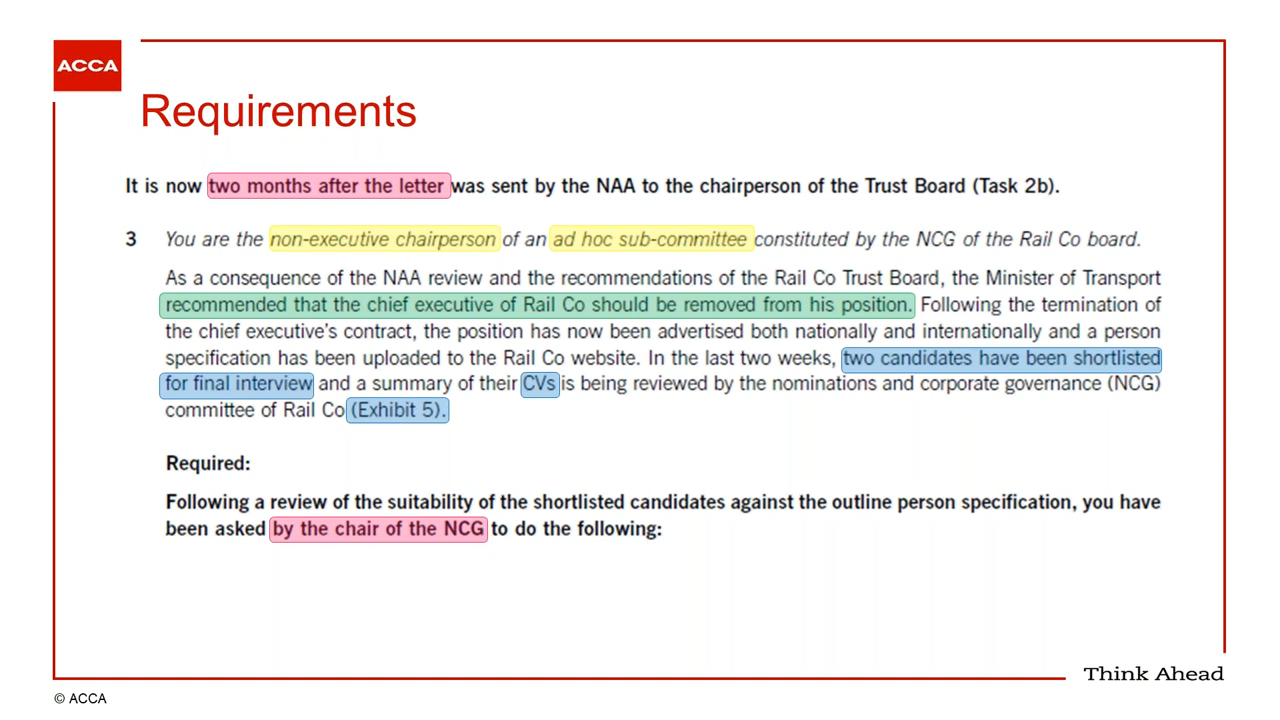 ACCA
Requirements
It is now two months after the letter was sent by the NAA to the chairperson of the Trust Board (Task 2b).
3 You are the non-executive chairperson of an ad hoc sub-committee constituted by the NCG of the Rail Co board.
As a consequence of the NAA review and the recommendations of the Rail Co Trust Board, the Minister of Transport
recommended that the chief executive of Rail Co should be removed from his position. Following the termination of
the chief executive's contract, the position has now been advertised both nationally and internationally and a person
specification has been uploaded to the Rail Co website. In the last two weeks, two candidates have been shortlisted
for final interview and a summary of their CVs is being reviewed by the nominations and corporate governance (NCG)
committee of Rail Co (Exhibit 5).
Required:
Following a review of the suitability of the shortlisted candidates against the outline person specification, you have
been asked by the chair of the NCG to do the following:
Think Ahead
© ACCA